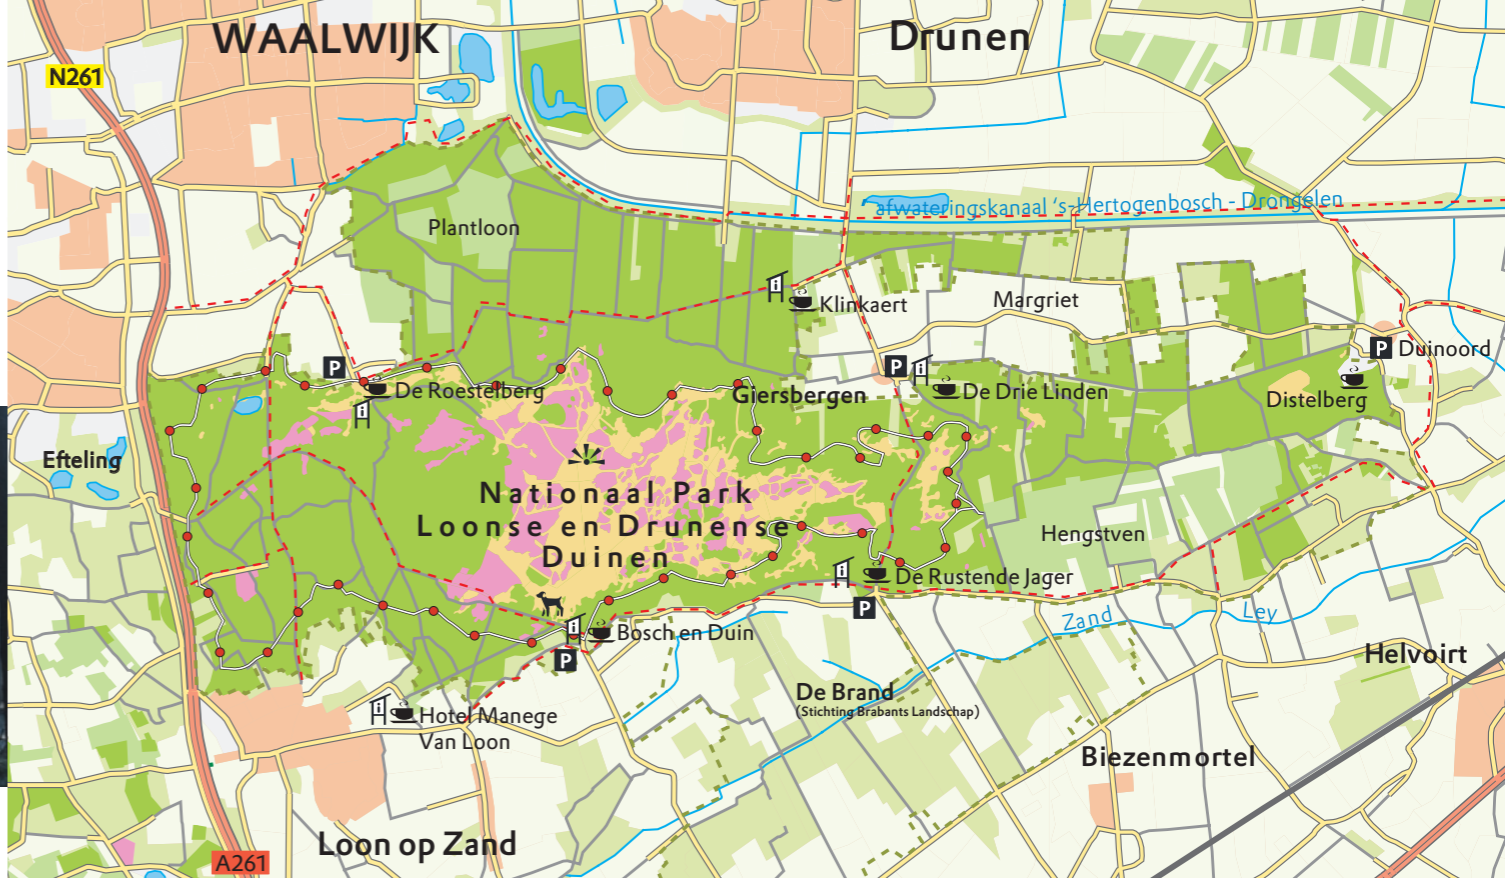 WAALWIJK
Drunen
N261
afwateringskanaal 's-Hertogenbosch - Drongelen
Plantloon
i
Klinkaert
Margriet
P
P
i
P
Duinoord
De Roestelberg
i
Giersbergen
De Drie Linden
Distelberg
Efteling
Nationaal Park
Loonse en Drunense
Duinen
Hengstven
i
De Rustende Jager
P
Zand
Ley
i
Bosch en Duin
P
Helvoirt
De Brand
(Stichting Brabants Landschap)
i
Hotel Manege
Van Loon
Biezenmortel
Loon op Zand
A261